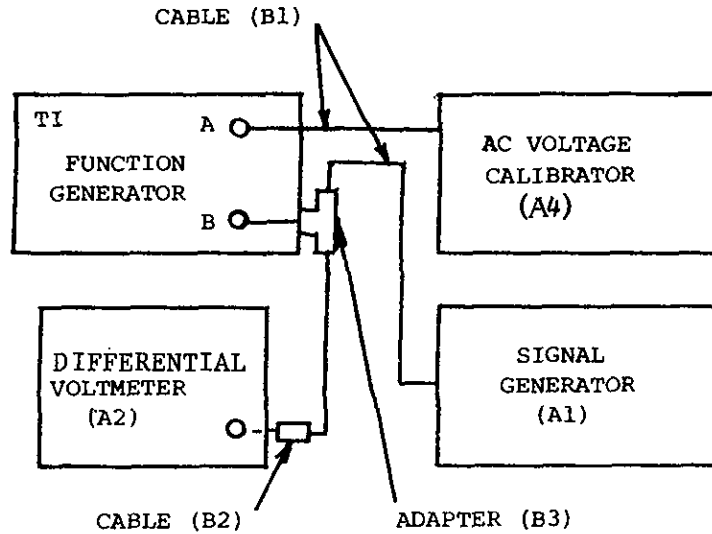 CABLE (B1)
TI
A
FUNCTION
GENERATOR
B
AC VOLTAGE
CALIBRATOR
(A4)
DIFFERENTIAL
VOLTMETER
(A2)
SIGNAL
GENERATOR
(A1)
CABLE (B2)
ADAPTER (B3)